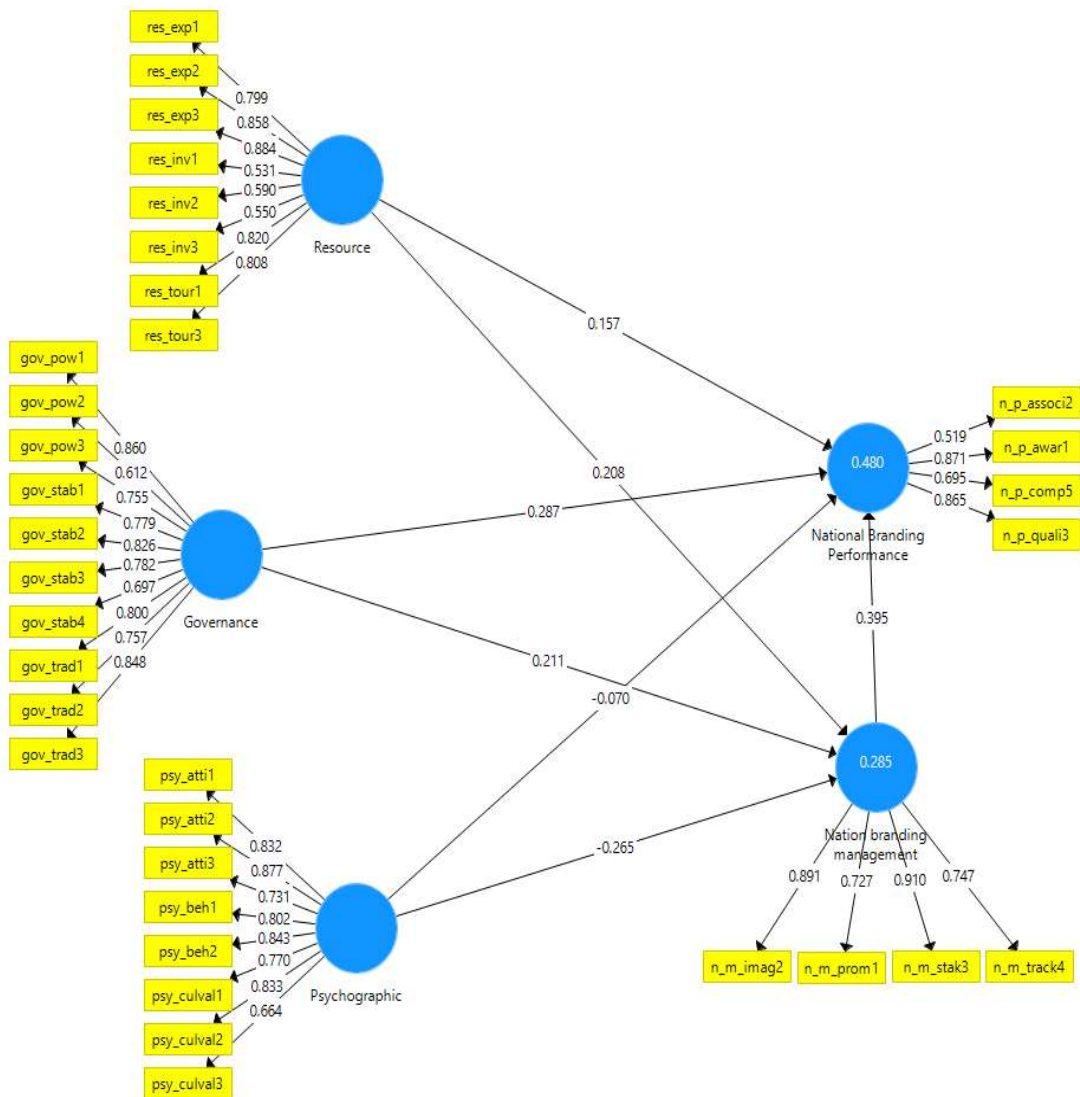 res_exp1
res_exp2
res_exp3
res_inv1
res_inv2
res_inv3
res_tour1
res_tour3
0.799
0.858
0.884
0.531
0.590
0.550
0.820
0.808
Resource
gov_pow1
gov_pow2
gov_pow3
gov_stab1
gov_stab2
gov_stab3
gov_stab4
gov_trad1
gov_trad2
gov_trad3
0.860
0.612
0.755
0.779
0.826
0.782
0.697
0.800
0.757
0.848
Governance
psy_atti1
psy_atti2
psy_atti3
psy_beh1
psy_beh2
psy_culval1
psy_culval2
psy_culval3
0.832
0.877
0.731
0.802
0.843
0.770
0.833
0.664
Psychographic
0.157
0.208
0.287
0.211
-0.070
-0.265
0.395
0.480
National Branding
Performance
0.519
0.871
0.695
0.865
n_p_associ2
n_p_awar1
n_p_comp5
n_p_quali3
0.285
Nation branding
management
0.891
0.727
0.910
0.747
n_m_imag2
n_m_prom1
n_m_stak3
n_m_track4